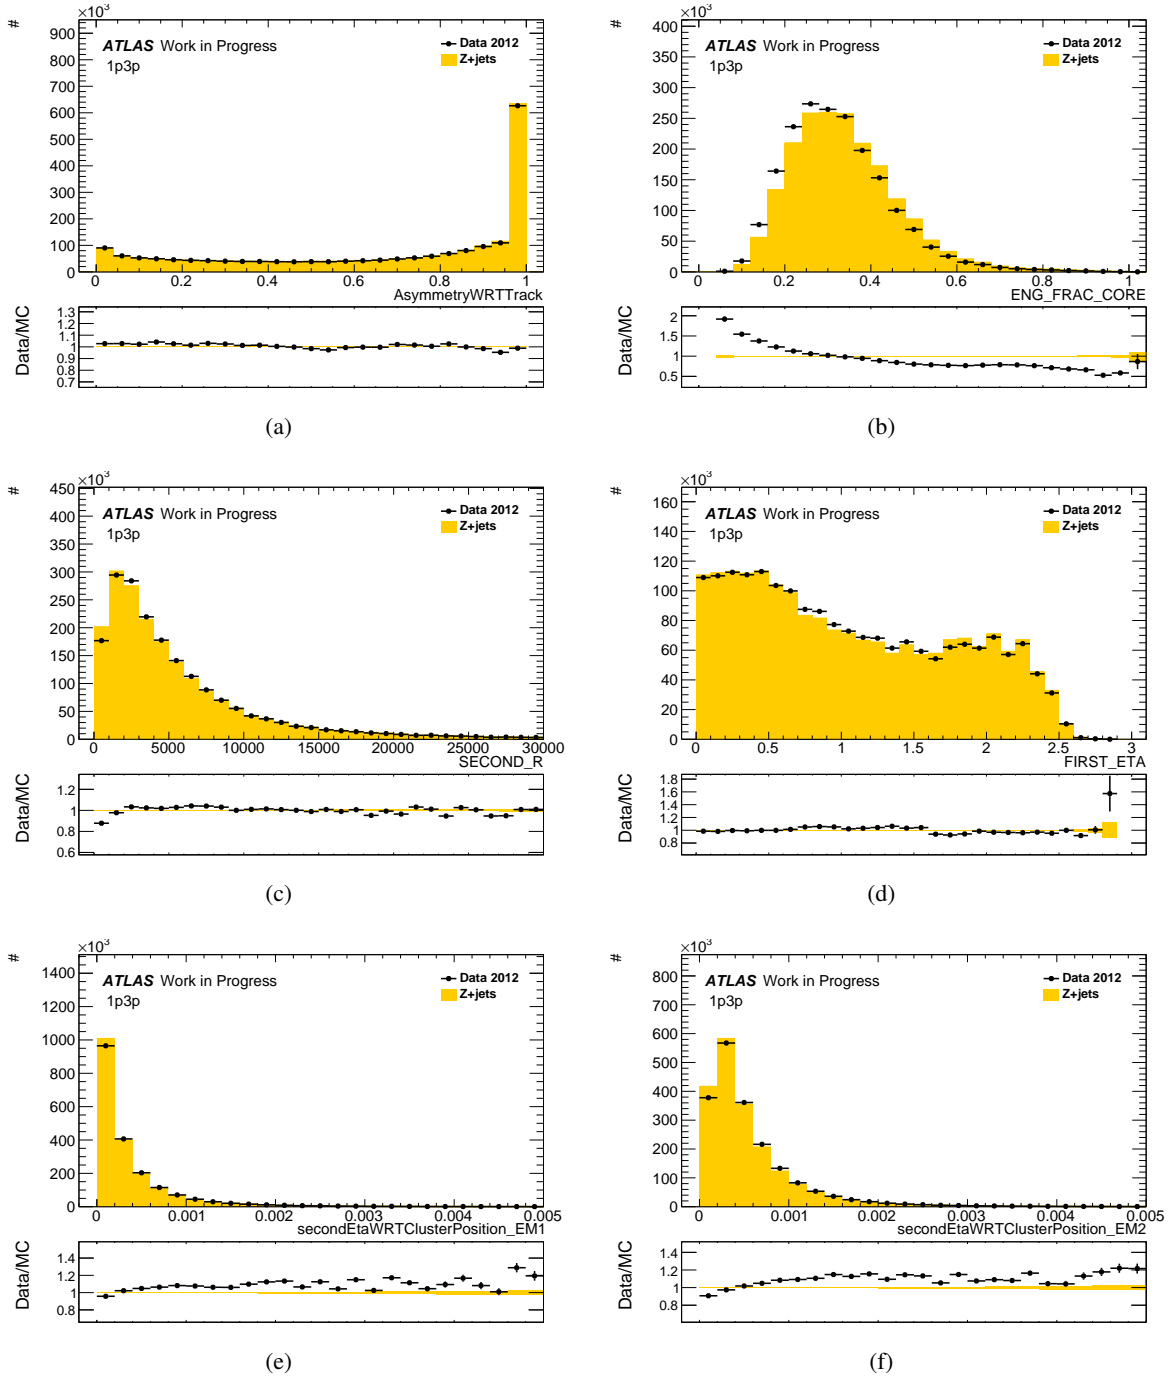 ×10³
#
900
800
700
600
500
400
300
200
100
0
ATLAS Work in Progress
1p3p
Data 2012
Z+jets
0 0.2 0.4 0.6 0.8 1
AsymmetryWRTTrack
Data/MC
1.3
1.2
1.1
1.0
0.9
0.8
0.7
(a)
×10³
#
400
350
300
250
200
150
100
50
0
ATLAS Work in Progress
1p3p
Data 2012
Z+jets
0 0.2 0.4 0.6 0.8 1
ENG_FRAC_CORE
Data/MC
2
1.5
1
0.5
(b)
×10³
#
450
400
350
300
250
200
150
100
50
0
ATLAS Work in Progress
1p3p
Data 2012
Z+jets
0 5000 10000 15000 20000 25000 30000
SECOND_R
Data/MC
1.2
1.0
0.8
0.6
(c)
×10³
#
160
140
120
100
80
60
40
20
0
ATLAS Work in Progress
1p3p
Data 2012
Z+jets
0 0.5 1 1.5 2 2.5 3
FIRST_ETA
Data/MC
1.8
1.6
1.4
1.2
1
0.8
(d)
×10³
#
1400
1200
1000
800
600
400
200
0
ATLAS Work in Progress
1p3p
Data 2012
Z+jets
0 0.001 0.002 0.003 0.004 0.005
secondEtaWRTClusterPosition_EM1
Data/MC
1.4
1.2
1.0
0.8
(e)
×10³
#
800
700
600
500
400
300
200
100
0
ATLAS Work in Progress
1p3p
Data 2012
Z+jets
0 0.001 0.002 0.003 0.004 0.005
secondEtaWRTClusterPosition_EM2
Data/MC
1.4
1.2
1.0
0.8
(f)